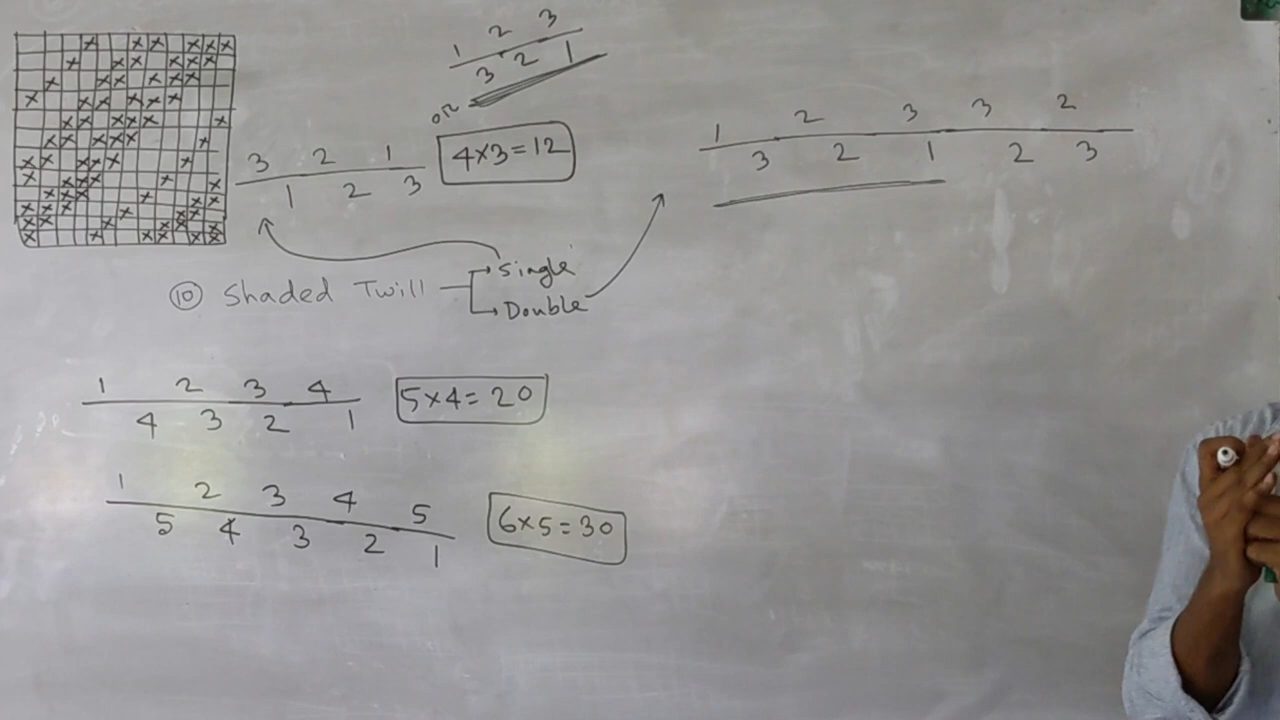 1 2 3
3 2 1
or
3 2 1
1 2 3
4×3=12
1 2 3 3 2
3 2 1 2 3
⑩ Shaded Twill
Single
Double
1 2 3 4
4 3 2 1
5×4=20
1 2 3 4 5
5 4 3 2 1
6×5=30